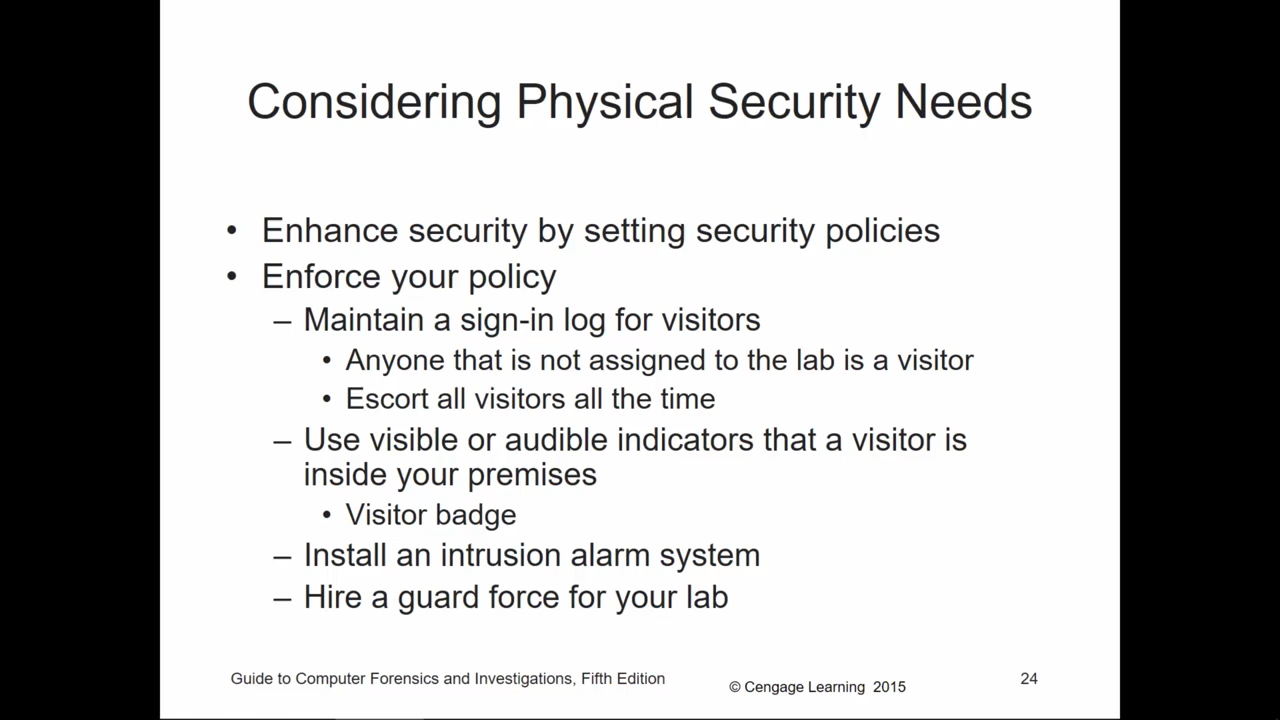 Considering Physical Security Needs
• Enhance security by setting security policies
• Enforce your policy
– Maintain a sign-in log for visitors
• Anyone that is not assigned to the lab is a visitor
• Escort all visitors all the time
– Use visible or audible indicators that a visitor is
inside your premises
• Visitor badge
– Install an intrusion alarm system
– Hire a guard force for your lab
Guide to Computer Forensics and Investigations, Fifth Edition
© Cengage Learning 2015
24